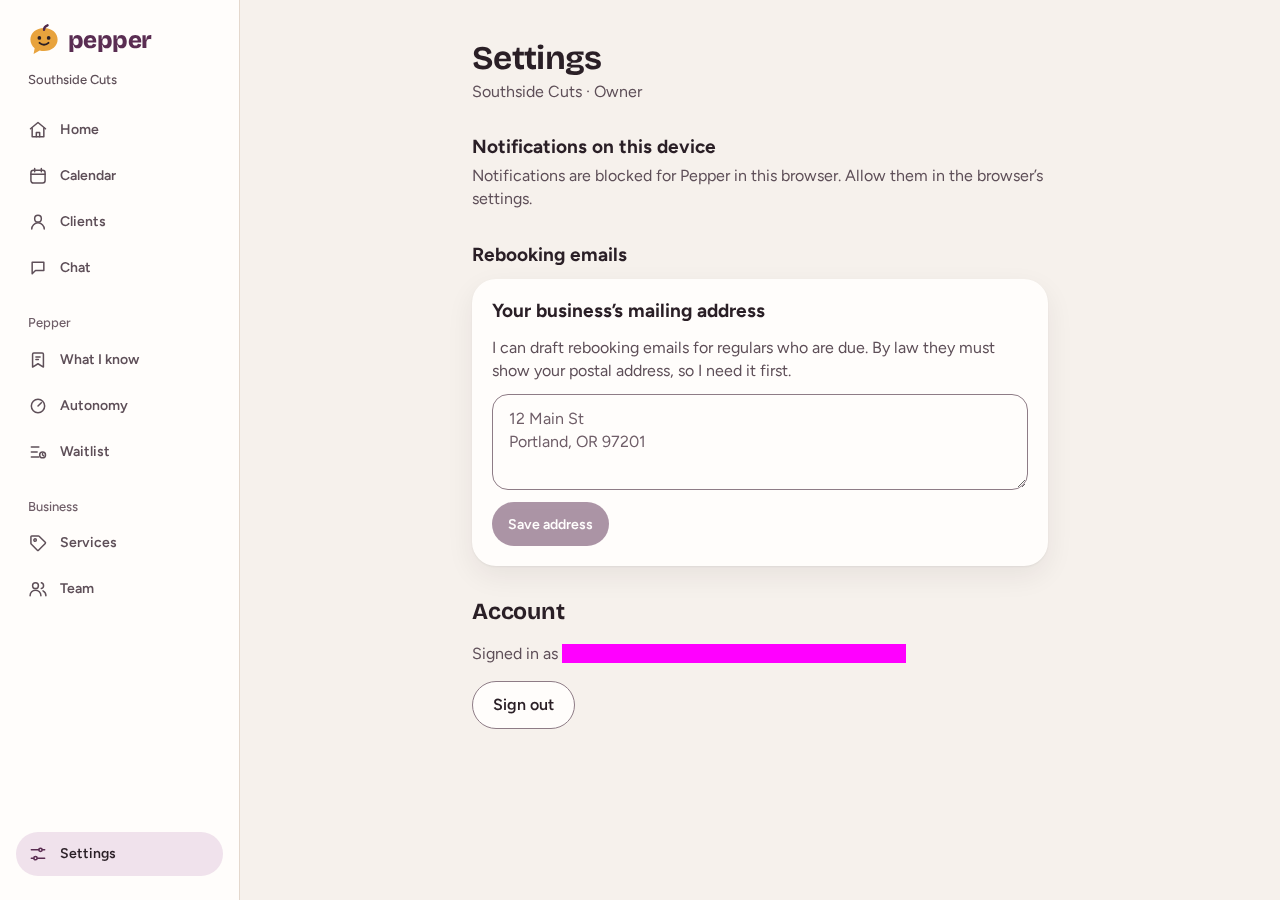 pepper
Southside Cuts
Home
Calendar
Clients
Chat
Pepper
What I know
Autonomy
Waitlist
Business
Services
Team
Settings
Settings
Southside Cuts · Owner
Notifications on this device
Notifications are blocked for Pepper in this browser. Allow them in the browser’s
settings.
Rebooking emails
Your business’s mailing address
I can draft rebooking emails for regulars who are due. By law they must
show your postal address, so I need it first.
12 Main St
Portland, OR 97201
Save address
Account
Signed in as
Sign out